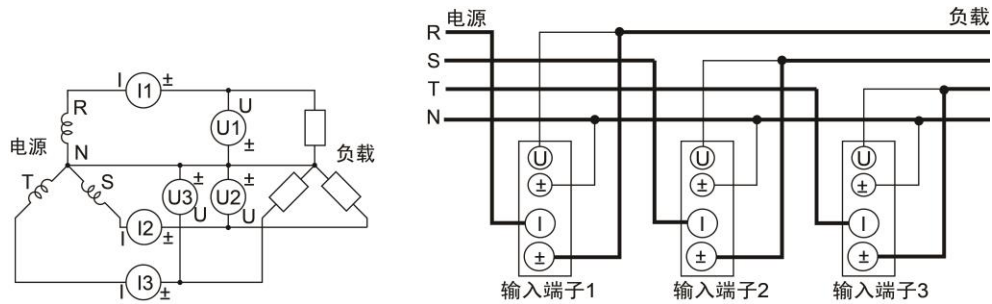 I I1 ±
R U
U1
±
电源 N 负载
T S U3 ± U2 ±
U U
I I2 ±
I I3 ±
电源 负载
R
S
T
N
U U U
± ± ±
I I I
± ± ±
输入端子1 输入端子2 输入端子3